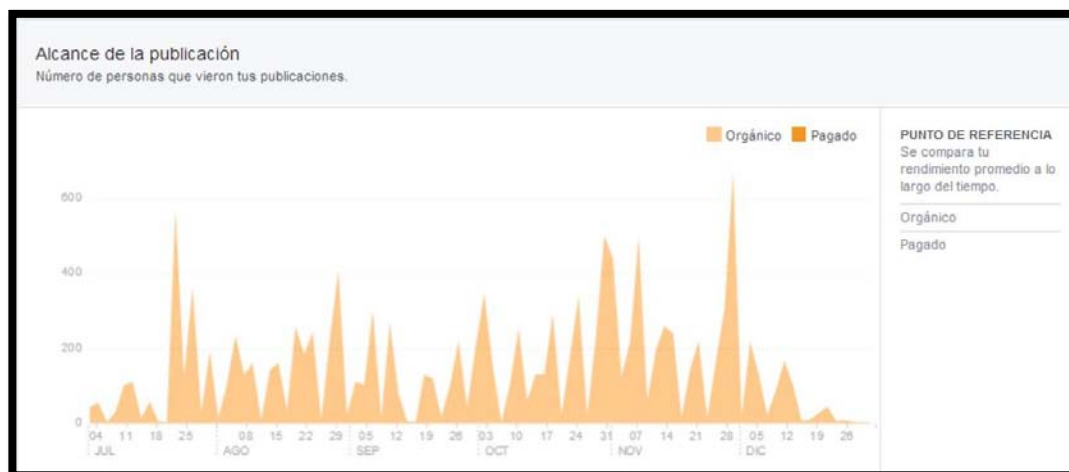 Alcance de la publicación
Número de personas que vieron tus publicaciones.
Orgánico Pagado
PUNTO DE REFERENCIA
Se compara tu
rendimiento promedio a lo
largo del tiempo.
Orgánico
Pagado
600
400
200
0
04 11 18 25 08 15 22 29 05 12 19 26 03 10 17 24 31 07 14 21 28 05 12 19 26
JUL AGO SEP OCT NOV DIC